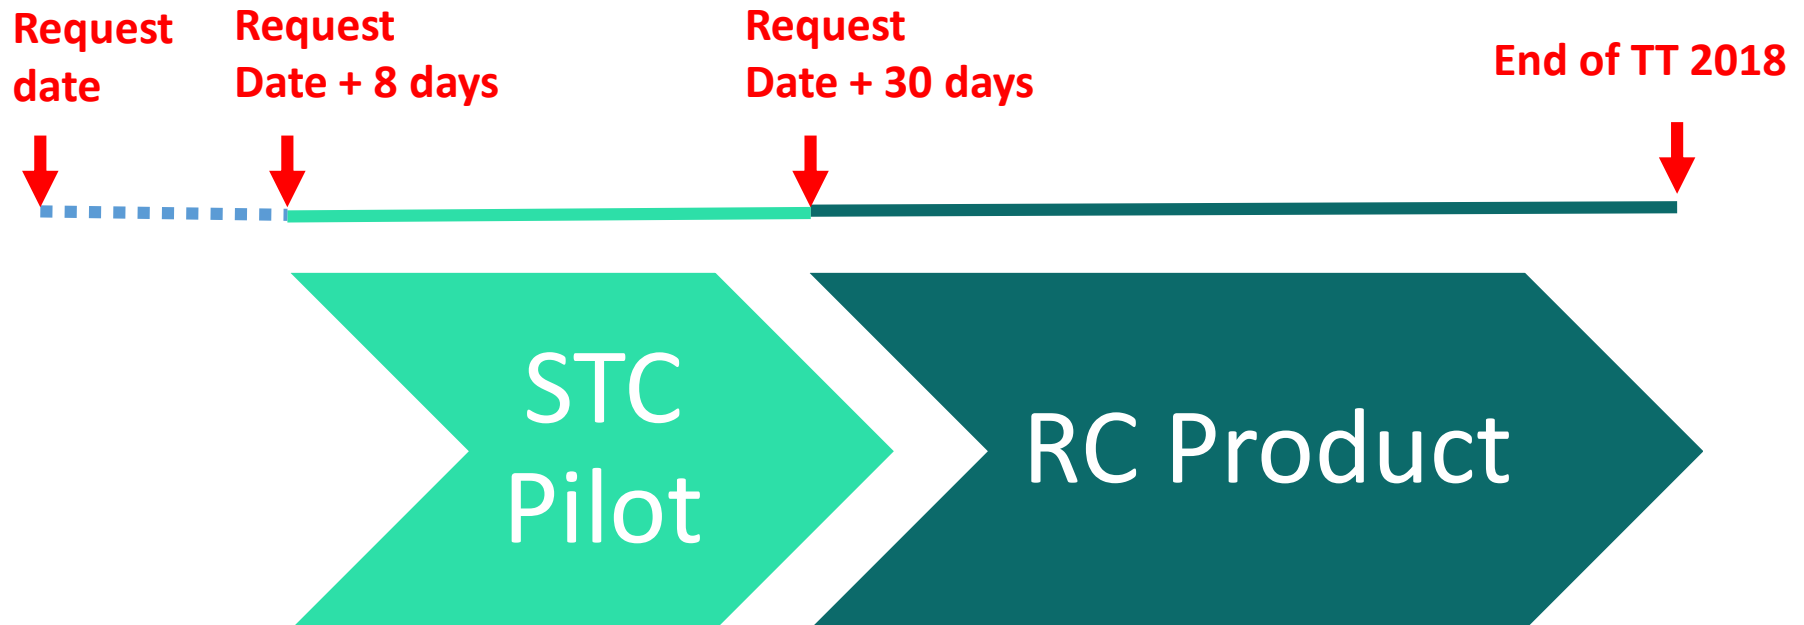 Request
date
Request
Date + 8 days
Request
Date + 30 days
End of TT 2018
STC
Pilot
RC Product